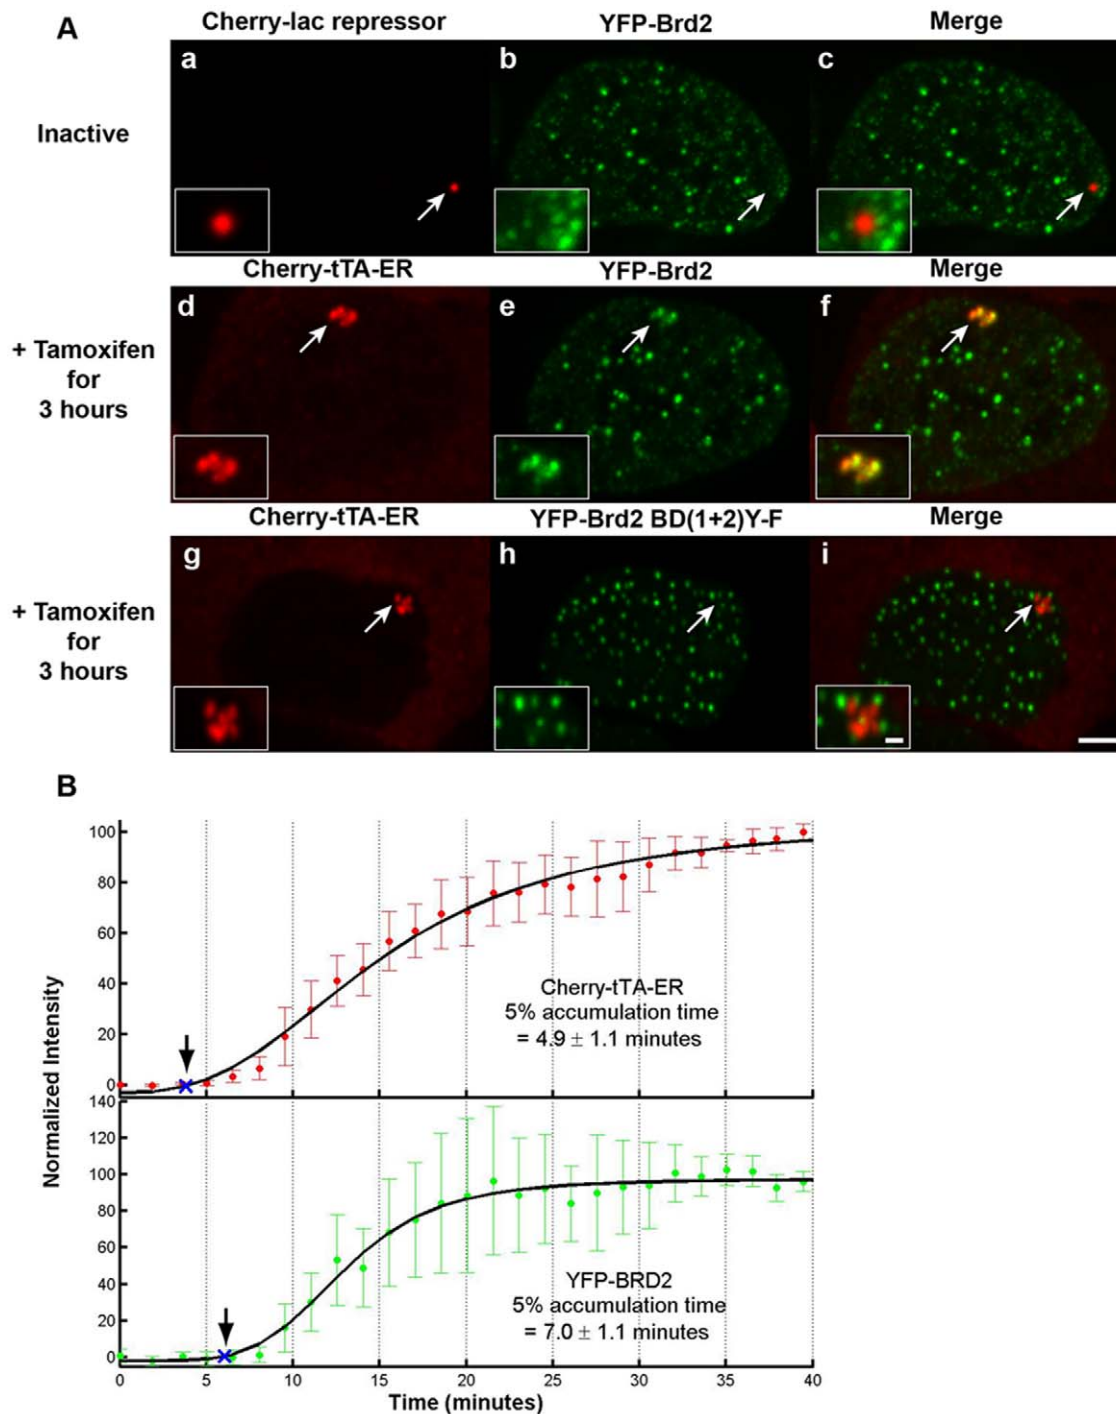 A
Cherry-lac repressor YFP-Brd2 Merge
a b c
Inactive
Cherry-tTA-ER YFP-Brd2 Merge
d e f
+ Tamoxifen
for
3 hours
Cherry-tTA-ER YFP-Brd2 BD(1+2)Y-F Merge
g h i
+ Tamoxifen
for
3 hours
B
Normalized Intensity
100
80
60
40
20
0
Cherry-tTA-ER
5% accumulation time
= 4.9 ± 1.1 minutes
140
120
100
80
60
40
20
0
YFP-BRD2
5% accumulation time
= 7.0 ± 1.1 minutes
0 5 10 15 20 25 30 35 40
Time (minutes)